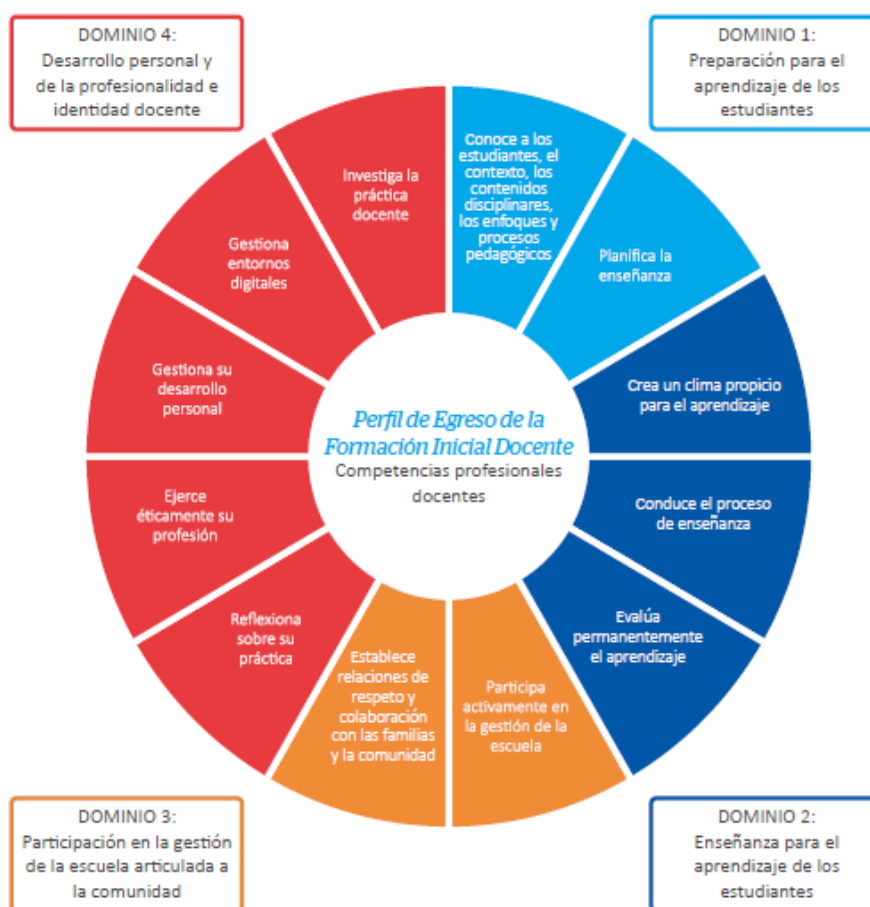 DOMINIO 4:
Desarrollo personal y
de la profesionalidad e
identidad docente
DOMINIO 1:
Preparación para el
aprendizaje de los
estudiantes
Conoce a los
estudiantes, el
contexto, los
contenidos
disciplinares,
los enfoques y
procesos
pedagógicos
Planifica la
enseñanza
Crea un clima propicio
para el aprendizaje
Conduce el proceso
de enseñanza
Evalúa
permanentemente
el aprendizaje
Participa
activamente en
la gestión de la
escuela
Establece
relaciones de
respeto y
colaboración
con las familias
y la comunidad
Reflexiona
sobre su
práctica
Ejerce
éticamente su
profesión
Gestiona su
desarrollo
personal
Gestiona
entornos
digitales
Investiga la
práctica
docente
Perfil de Egreso de la
Formación Inicial Docente
Competencias profesionales
docentes
DOMINIO 3:
Participación en la gestión
de la escuela articulada a
la comunidad
DOMINIO 2:
Enseñanza para el
aprendizaje de los
estudiantes